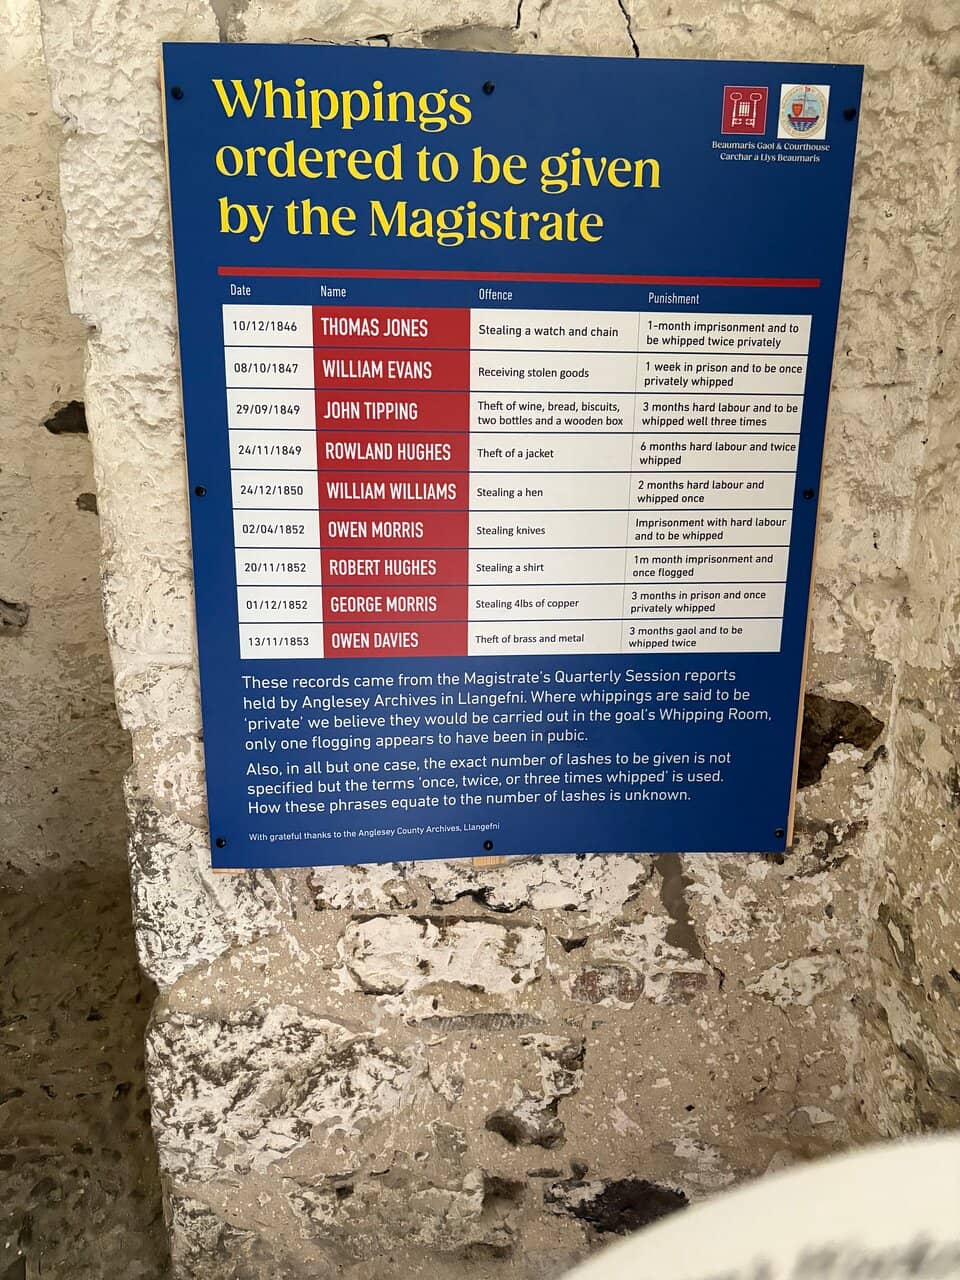 Whippings
ordered to be given
by the Magistrate
Beaumaris Gaol & Courthouse
Carchar a Llys Beaumaris
Date Name Offence Punishment
10/12/1846 THOMAS JONES Stealing a watch and chain 1-month imprisonment and to
be whipped twice privately
08/10/1847 WILLIAM EVANS Receiving stolen goods 1 week in prison and to be once
privately whipped
29/09/1849 JOHN TIPPING Theft of wine, bread, biscuits,
two bottles and a wooden box 3 months hard labour and to be
whipped well three times
24/11/1849 ROWLAND HUGHES Theft of a jacket 6 months hard labour and twice
whipped
24/12/1850 WILLIAM WILLIAMS Stealing a hen 2 months hard labour and
whipped once
02/04/1852 OWEN MORRIS Stealing knives Imprisonment with hard labour
and to be whipped
20/11/1852 ROBERT HUGHES Stealing a shirt 1m month imprisonment and
once flogged
01/12/1852 GEORGE MORRIS Stealing 4lbs of copper 3 months in prison and once
privately whipped
13/11/1853 OWEN DAVIES Theft of brass and metal 3 months gaol and to be
whipped twice
These records came from the Magistrate's Quarterly Session reports
held by Anglesey Archives in Llangefni. Where whippings are said to be
'private' we believe they would be carried out in the goal's Whipping Room,
only one flogging appears to have been in pubic.
Also, in all but one case, the exact number of lashes to be given is not
specified but the terms 'once, twice, or three times whipped' is used.
How these phrases equate to the number of lashes is unknown.
With grateful thanks to the Anglesey County Archives, Llangefni